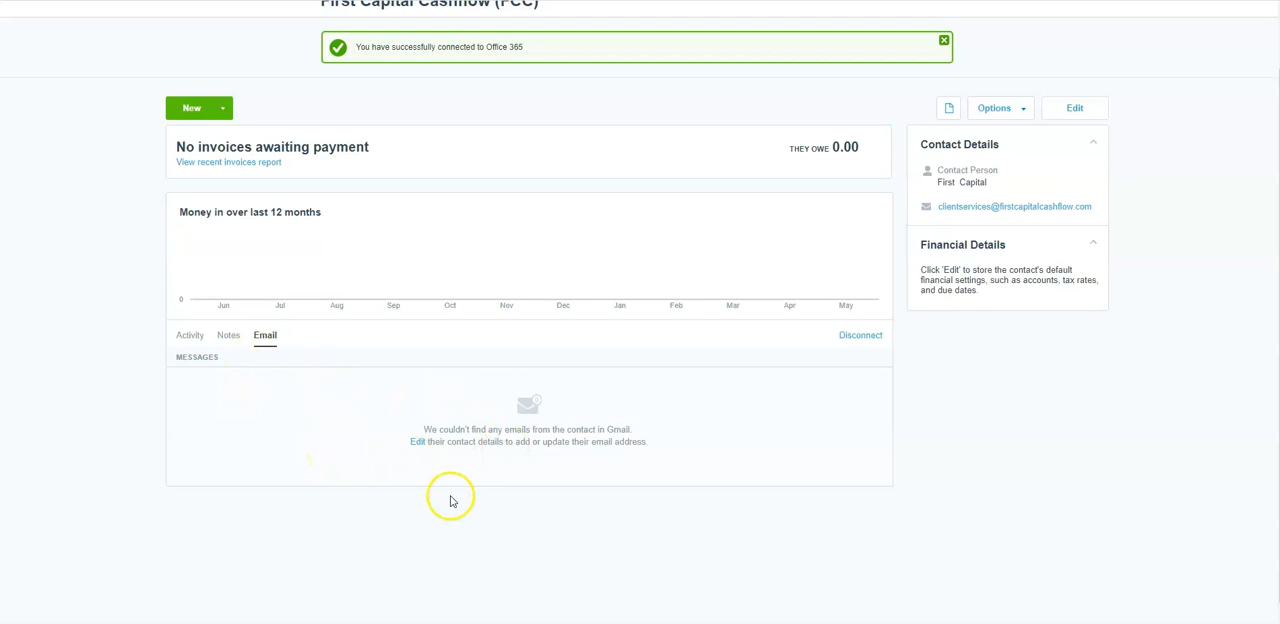 First Capital Cashflow (FCC)
You have successfully connected to Office 365
New
Options
Edit
No invoices awaiting payment
View recent invoices report
THEY OWE 0.00
Contact Details
Contact Person
First Capital
clientservices@firstcapitalcashflow.com
Money in over last 12 months
0
Jun Jul Aug Sep Oct Nov Dec Jan Feb Mar Apr May
Financial Details
Click 'Edit' to store the contact's default
financial settings, such as accounts, tax rates,
and due dates.
Activity Notes Email
Disconnect
MESSAGES
0
We couldn't find any emails from the contact in Gmail.
Edit their contact details to add or update their email address.